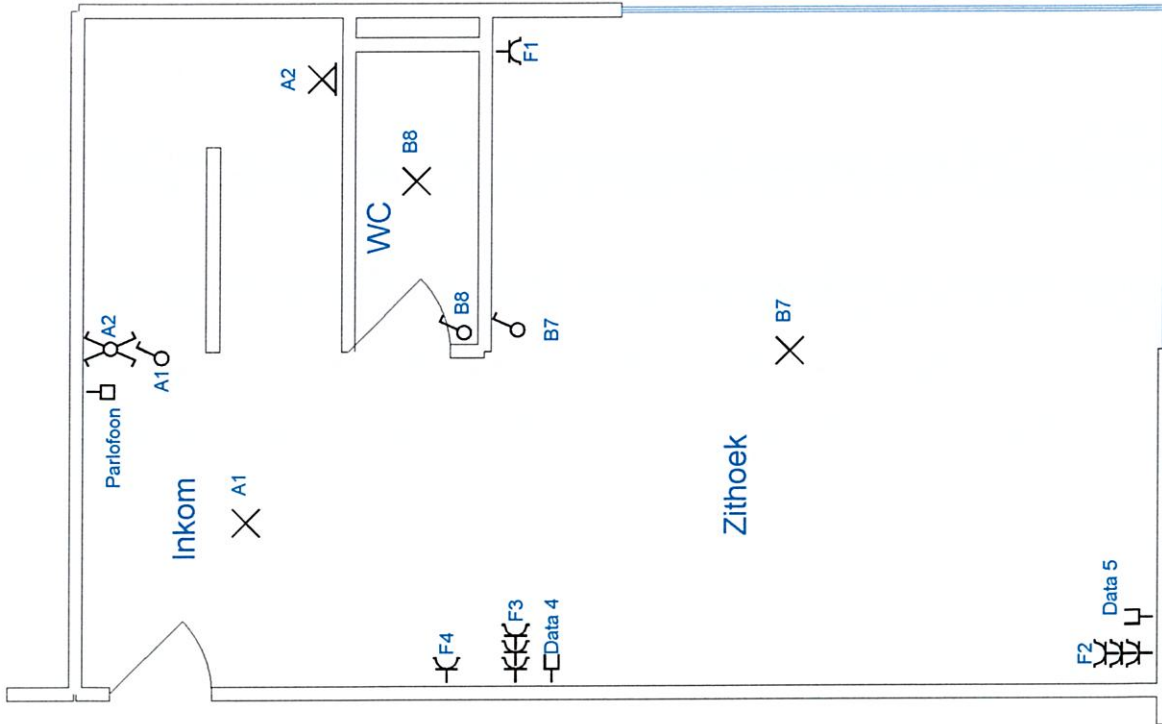 F1
A2
B8
WC
A2
B8
B7
A1
B7
Parlofoon
A1
Inkom
Zithoek
F4
F3
Data 4
Data 5
F2